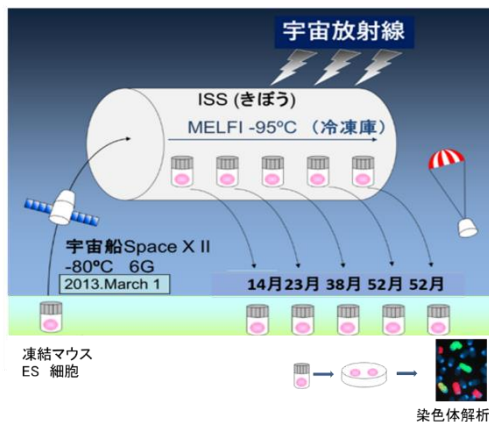 宇宙放射線
ISS (きぼう)
MELFI -95℃ （冷凍庫）
宇宙船Space X II
-80℃ 6G
2013.March 1
14月23月 38月 52月 52月
凍結マウス
ES 細胞
染色体解析